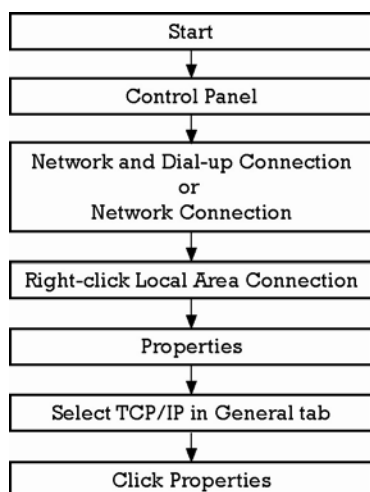 Start
Control Panel
Network and Dial-up Connection
or
Network Connection
Right-click Local Area Connection
Properties
Select TCP/IP in General tab
Click Properties